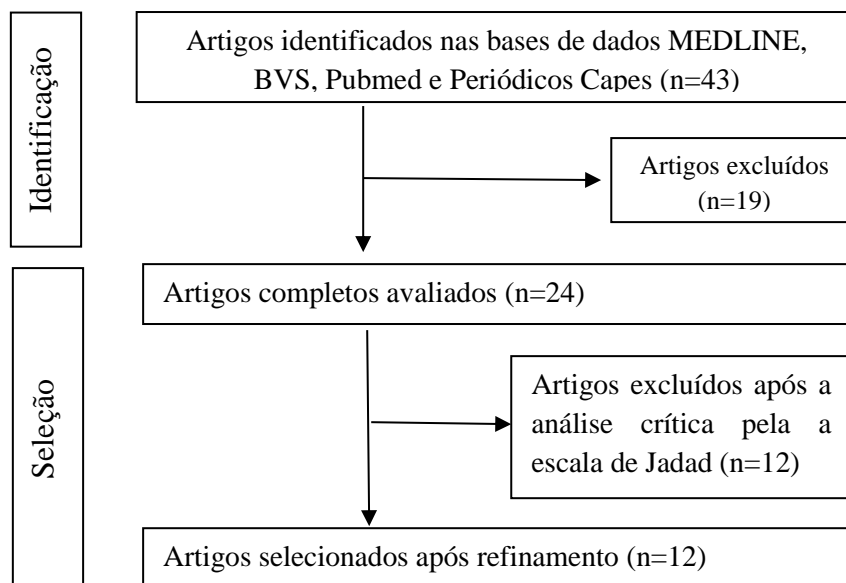 Identificação
Artigos identificados nas bases de dados MEDLINE,
BVS, Pubmed e Periódicos Capes (n=43)
Artigos excluídos
(n=19)
Seleção
Artigos completos avaliados (n=24)
Artigos excluídos após a
análise crítica pela a
escala de Jadad (n=12)
Artigos selecionados após refinamento (n=12)